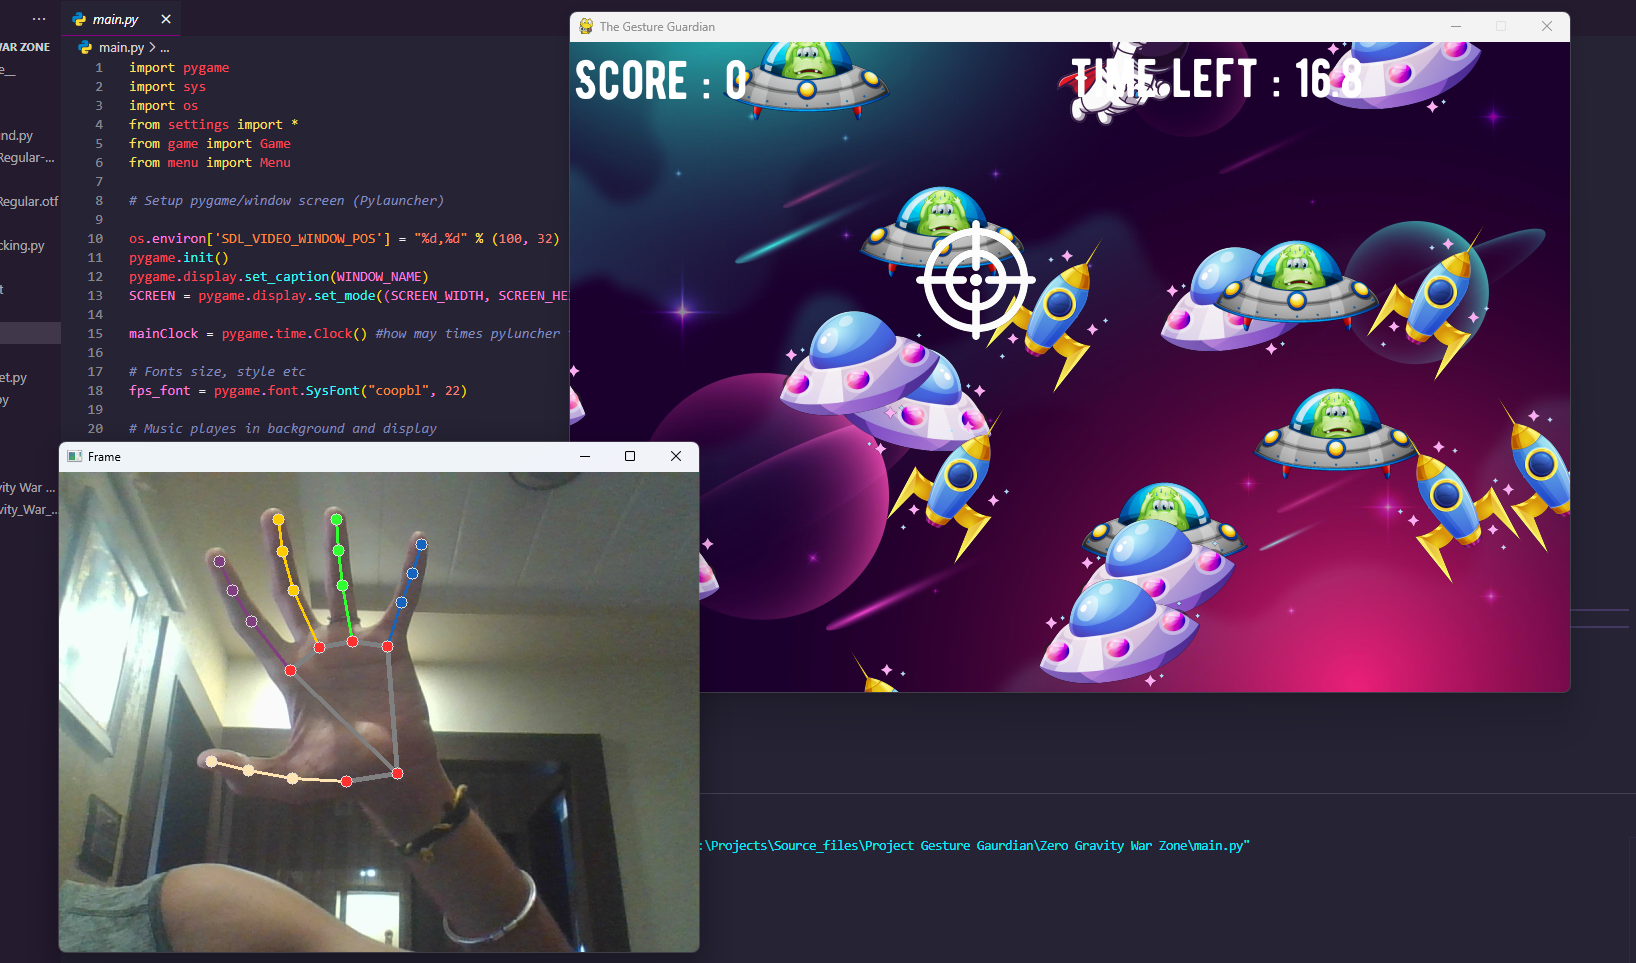 ...
AR ZONE
e__
nd.py
Regular-...
Regular.otf
cking.py
t
et.py
py
vity War ...
avity_War_...
main.py
main.py > ...
1 import pygame
2 import sys
3 import os
4 from settings import *
5 from game import Game
6 from menu import Menu
7
8 # Setup pygame/window screen (Pylauncher)
9
10 os.environ['SDL_VIDEO_WINDOW_POS'] = "%d,%d" % (100, 32)
11 pygame.init()
12 pygame.display.set_caption(WINDOW_NAME)
13 SCREEN = pygame.display.set_mode((SCREEN_WIDTH, SCREEN_HE
14
15 mainClock = pygame.time.Clock() #how may times pyluncher
16
17 # Fonts size, style etc
18 fps_font = pygame.font.SysFont("coopbl", 22)
19
20 # Music playes in background and display
The Gesture Guardian
SCORE : 0
TIME LEFT : 16.8
Frame
:\Projects\Source_files\Project Gesture Gaurdian\Zero Gravity War Zone\main.py"